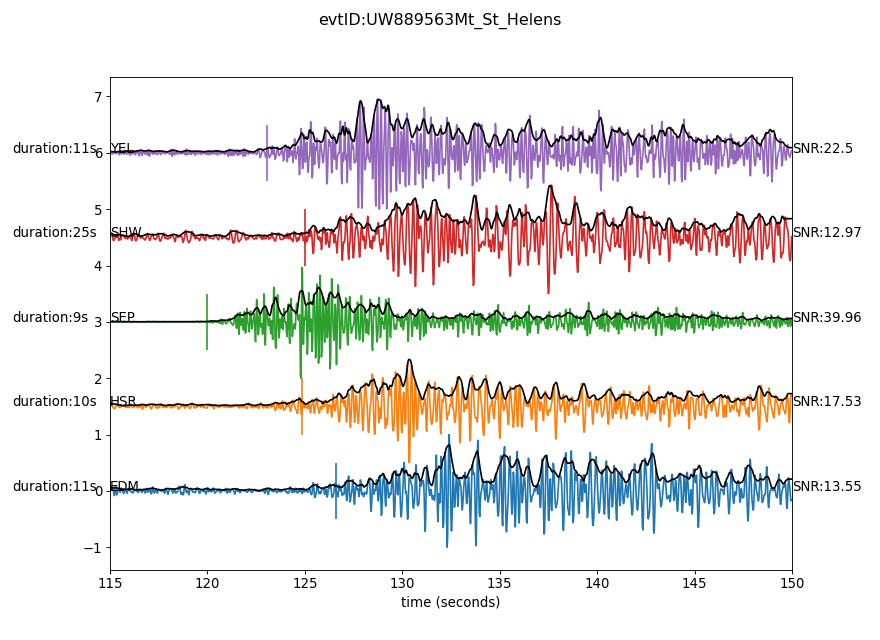 evtID:UW889563Mt_St_Helens
7
duration:11s YEL 6 SNR:22.5
5
duration:25s SHW SNR:12.97
4
duration:9s SEP SNR:39.96
3
2
duration:10s HSR SNR:17.53
1
duration:11s EDM 0 SNR:13.55
−1
115 120 125 130 135 140 145 150
time (seconds)